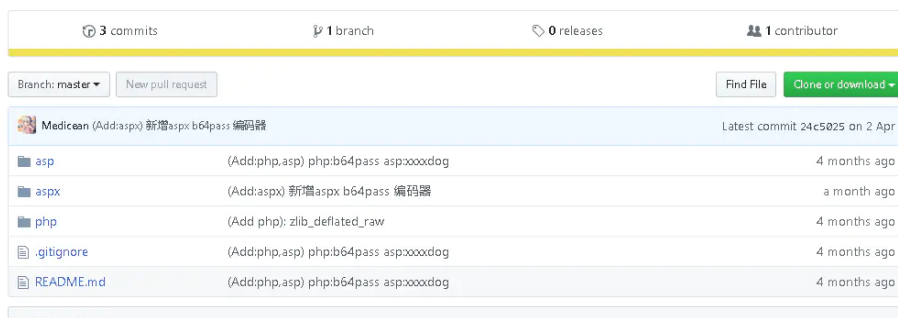 3 commits 1 branch 0 releases 1 contributor
Branch: master New pull request Find File Clone or download
Medicean (Add:aspx) 新增aspx b64pass 编码器 Latest commit 24c5025 on 2 Apr
asp (Add:php,asp) php:b64pass asp:xxxxdog 4 months ago
aspx (Add:aspx) 新增aspx b64pass 编码器 a month ago
php (Add php): zlib_deflated_raw 4 months ago
.gitignore (Add:php,asp) php:b64pass asp:xxxxdog 4 months ago
README.md (Add:php,asp) php:b64pass asp:xxxxdog 4 months ago